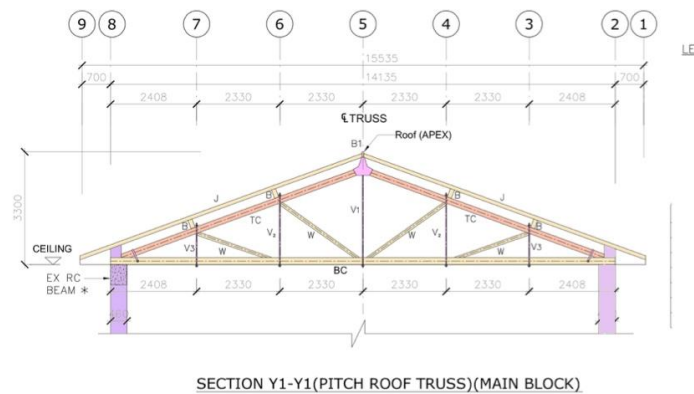 9 8 7 6 5 4 3 2 1
LE
15535
700 14135 700
2408 2330 2330 2330 2330 2408
℄TRUSS
Roof (APEX)
B1
3300
J J
B B
TC V1 TC
B B
V₂ V₂
W W
V3 W W V3
CEILING
BC
EX RC
BEAM *
2408 2330 2330 2330 2330 2408
SECTION Y1-Y1(PITCH ROOF TRUSS)(MAIN BLOCK)